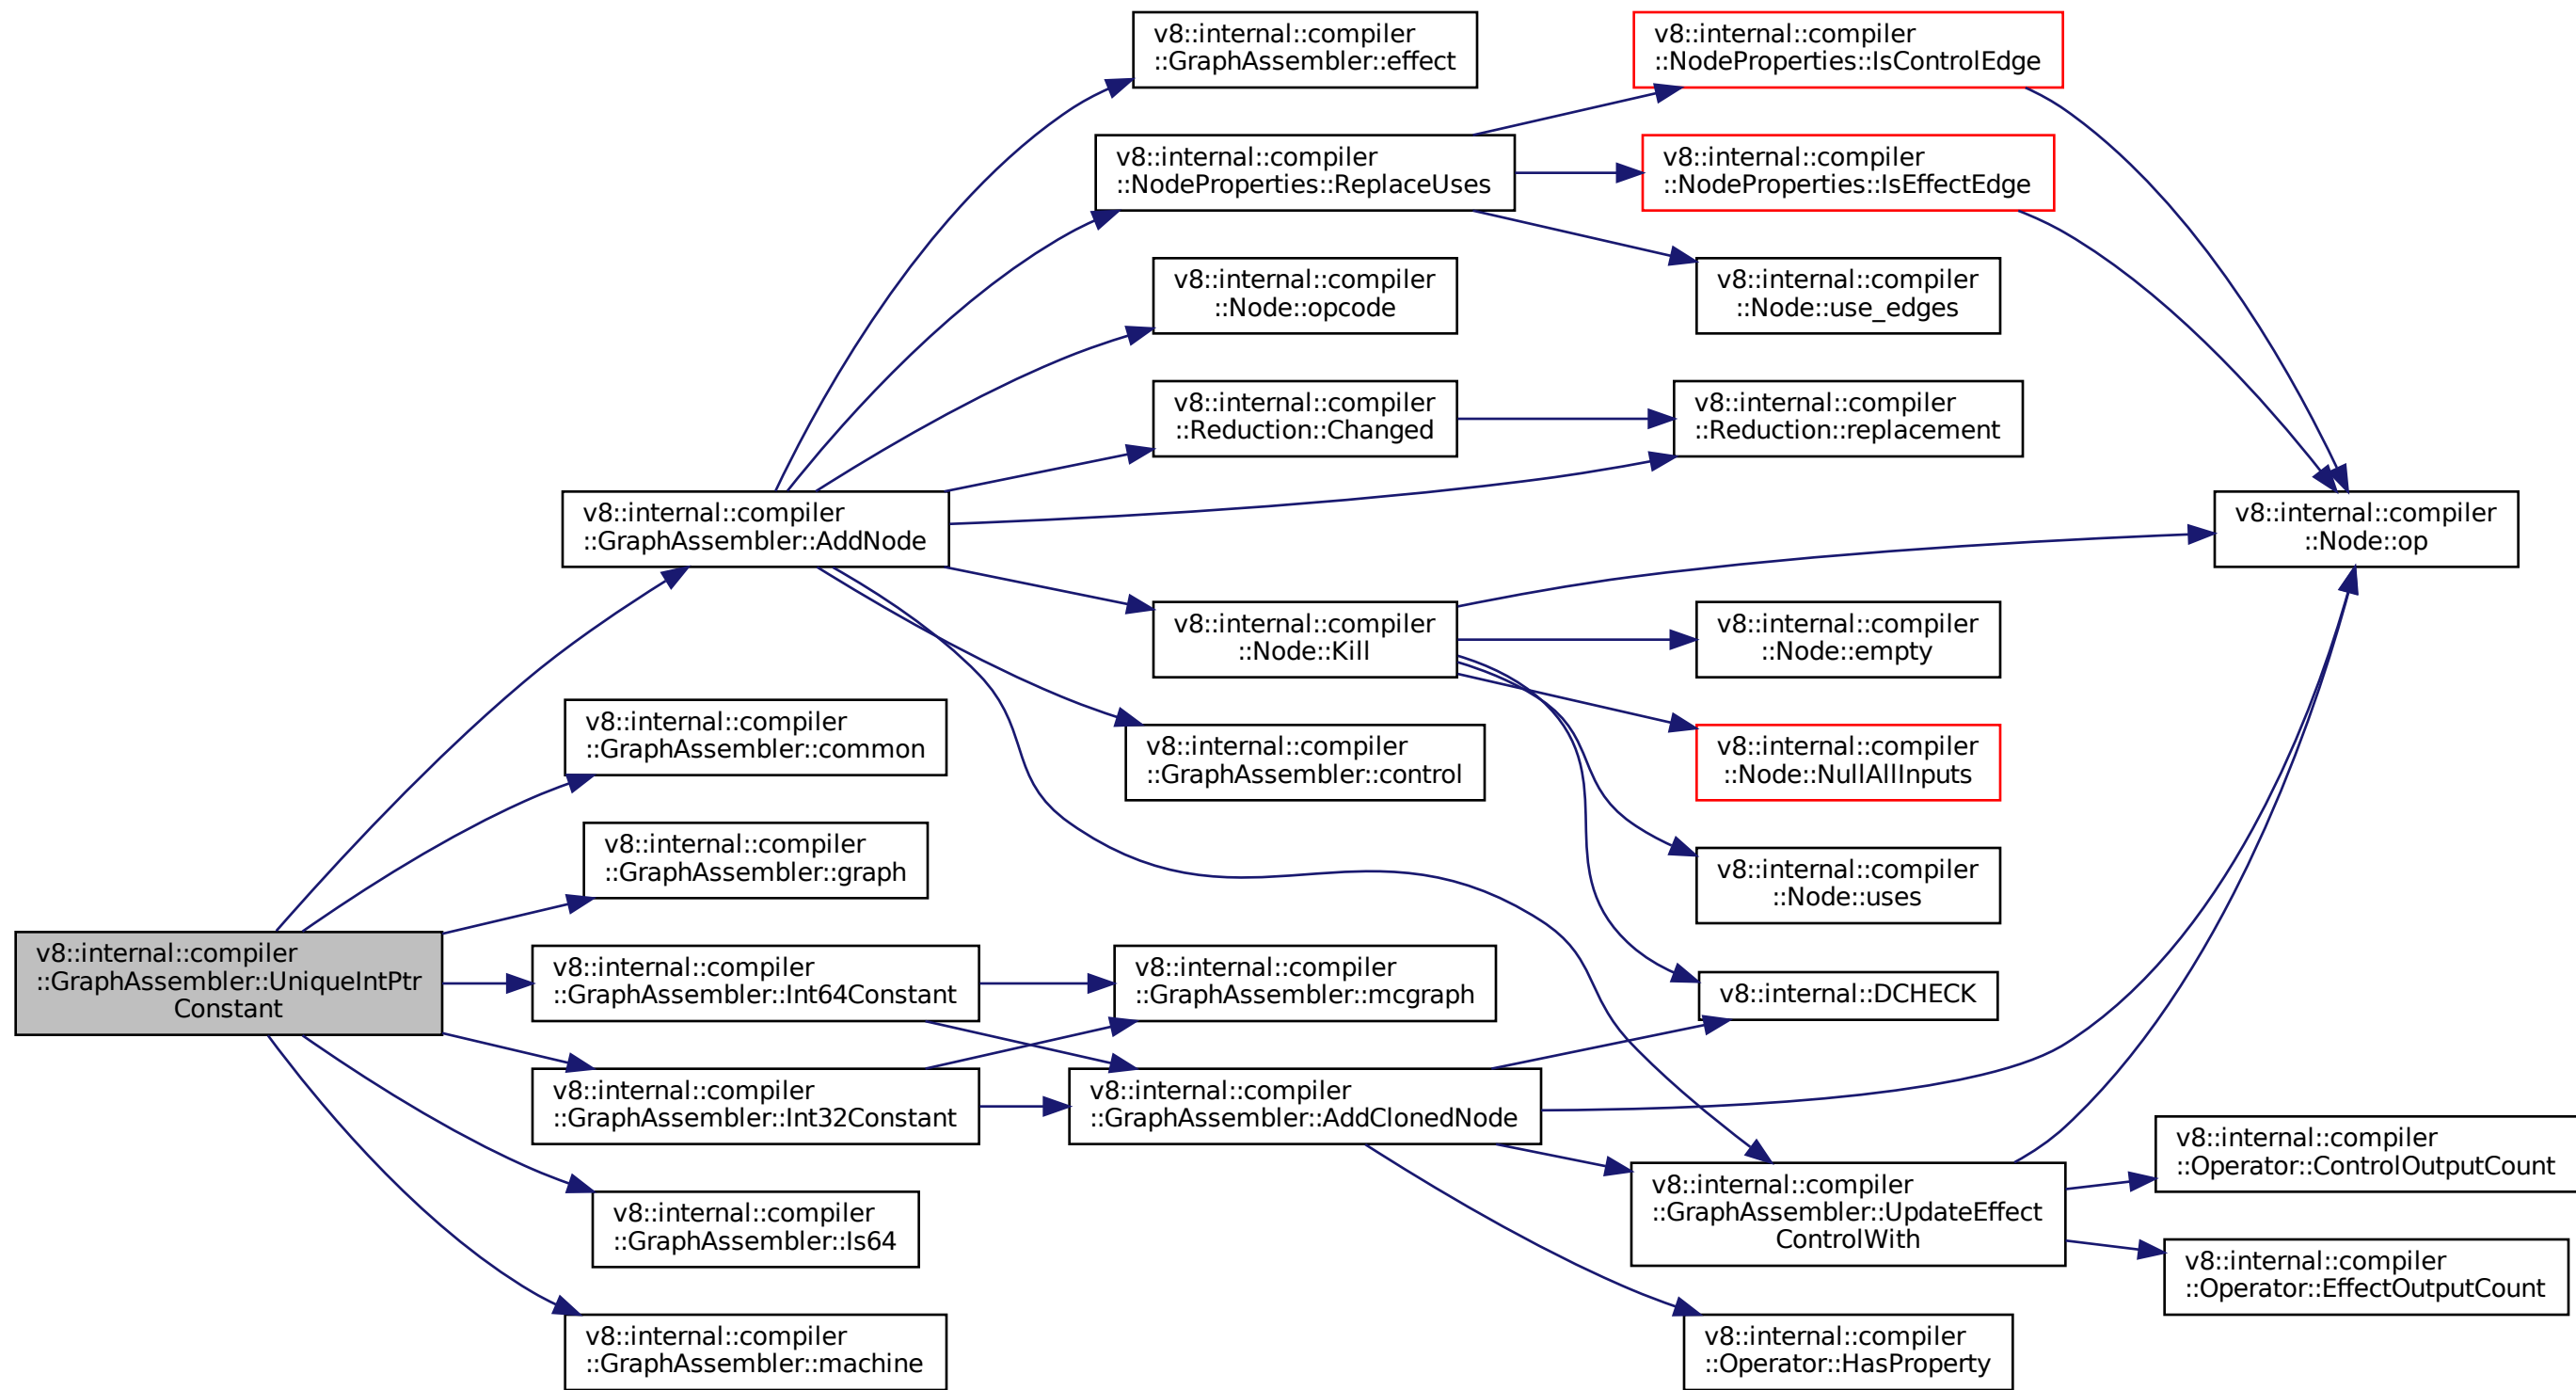 v8::internal::compiler
::GraphAssembler::UniqueIntPtr
Constant
v8::internal::compiler
::GraphAssembler::AddNode
v8::internal::compiler
::GraphAssembler::common
v8::internal::compiler
::GraphAssembler::graph
v8::internal::compiler
::GraphAssembler::Int64Constant
v8::internal::compiler
::GraphAssembler::Int32Constant
v8::internal::compiler
::GraphAssembler::Is64
v8::internal::compiler
::GraphAssembler::machine
v8::internal::compiler
::GraphAssembler::effect
v8::internal::compiler
::NodeProperties::ReplaceUses
v8::internal::compiler
::Node::opcode
v8::internal::compiler
::Reduction::Changed
v8::internal::compiler
::Node::Kill
v8::internal::compiler
::GraphAssembler::control
v8::internal::compiler
::GraphAssembler::mcgraph
v8::internal::compiler
::GraphAssembler::AddClonedNode
v8::internal::compiler
::NodeProperties::IsControlEdge
v8::internal::compiler
::NodeProperties::IsEffectEdge
v8::internal::compiler
::Node::use_edges
v8::internal::compiler
::Reduction::replacement
v8::internal::compiler
::Node::empty
v8::internal::compiler
::Node::NullAllInputs
v8::internal::compiler
::Node::uses
v8::internal::DCHECK
v8::internal::compiler
::GraphAssembler::UpdateEffect
ControlWith
v8::internal::compiler
::Operator::HasProperty
v8::internal::compiler
::Node::op
v8::internal::compiler
::Operator::ControlOutputCount
v8::internal::compiler
::Operator::EffectOutputCount